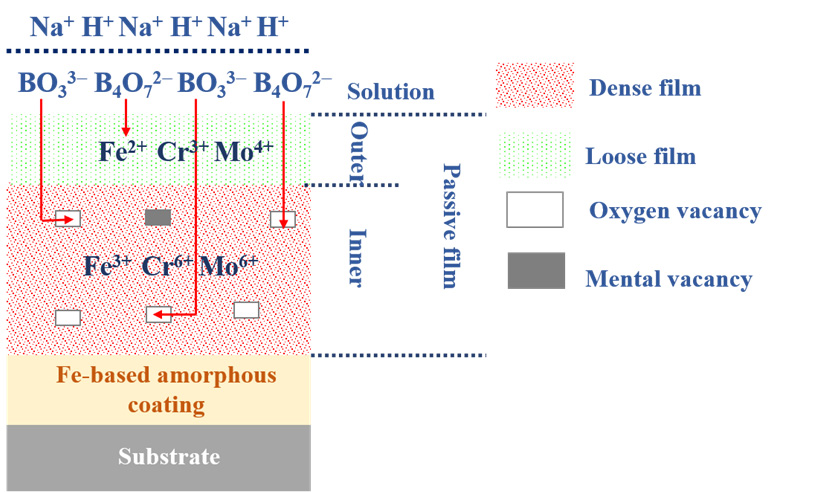 Na⁺ H⁺ Na⁺ H⁺ Na⁺ H⁺
BO₃³⁻ B₄O₇²⁻ BO₃³⁻ B₄O₇²⁻
Solution
Fe²⁺ Cr³⁺ Mo⁴⁺
Outer
Fe³⁺ Cr⁶⁺ Mo⁶⁺
Inner
Passive film
Fe-based amorphous
coating
Substrate
Dense film
Loose film
Oxygen vacancy
Mental vacancy